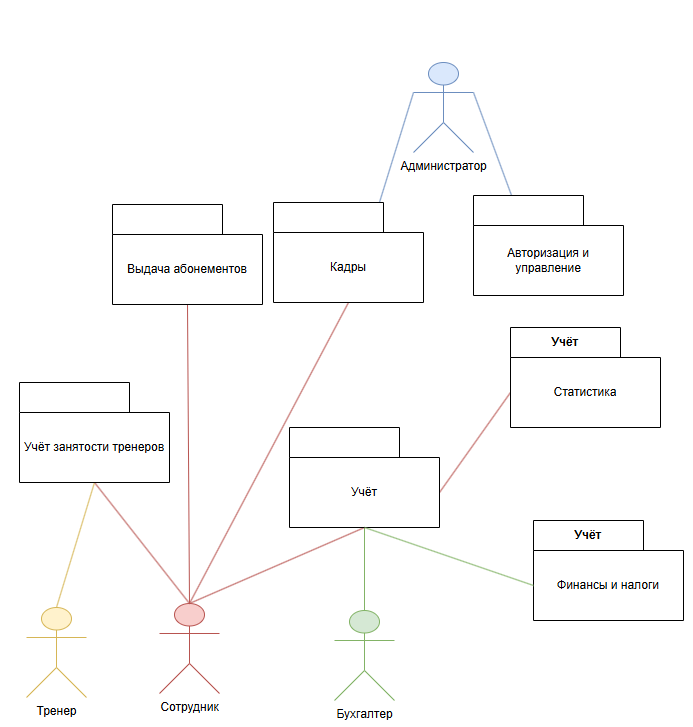 Администратор
Выдача абонементов
Кадры
Авторизация и
управление
Учёт
Статистика
Учёт занятости тренеров
Учёт
Учёт
Финансы и налоги
Тренер
Сотрудник
Бухгалтер